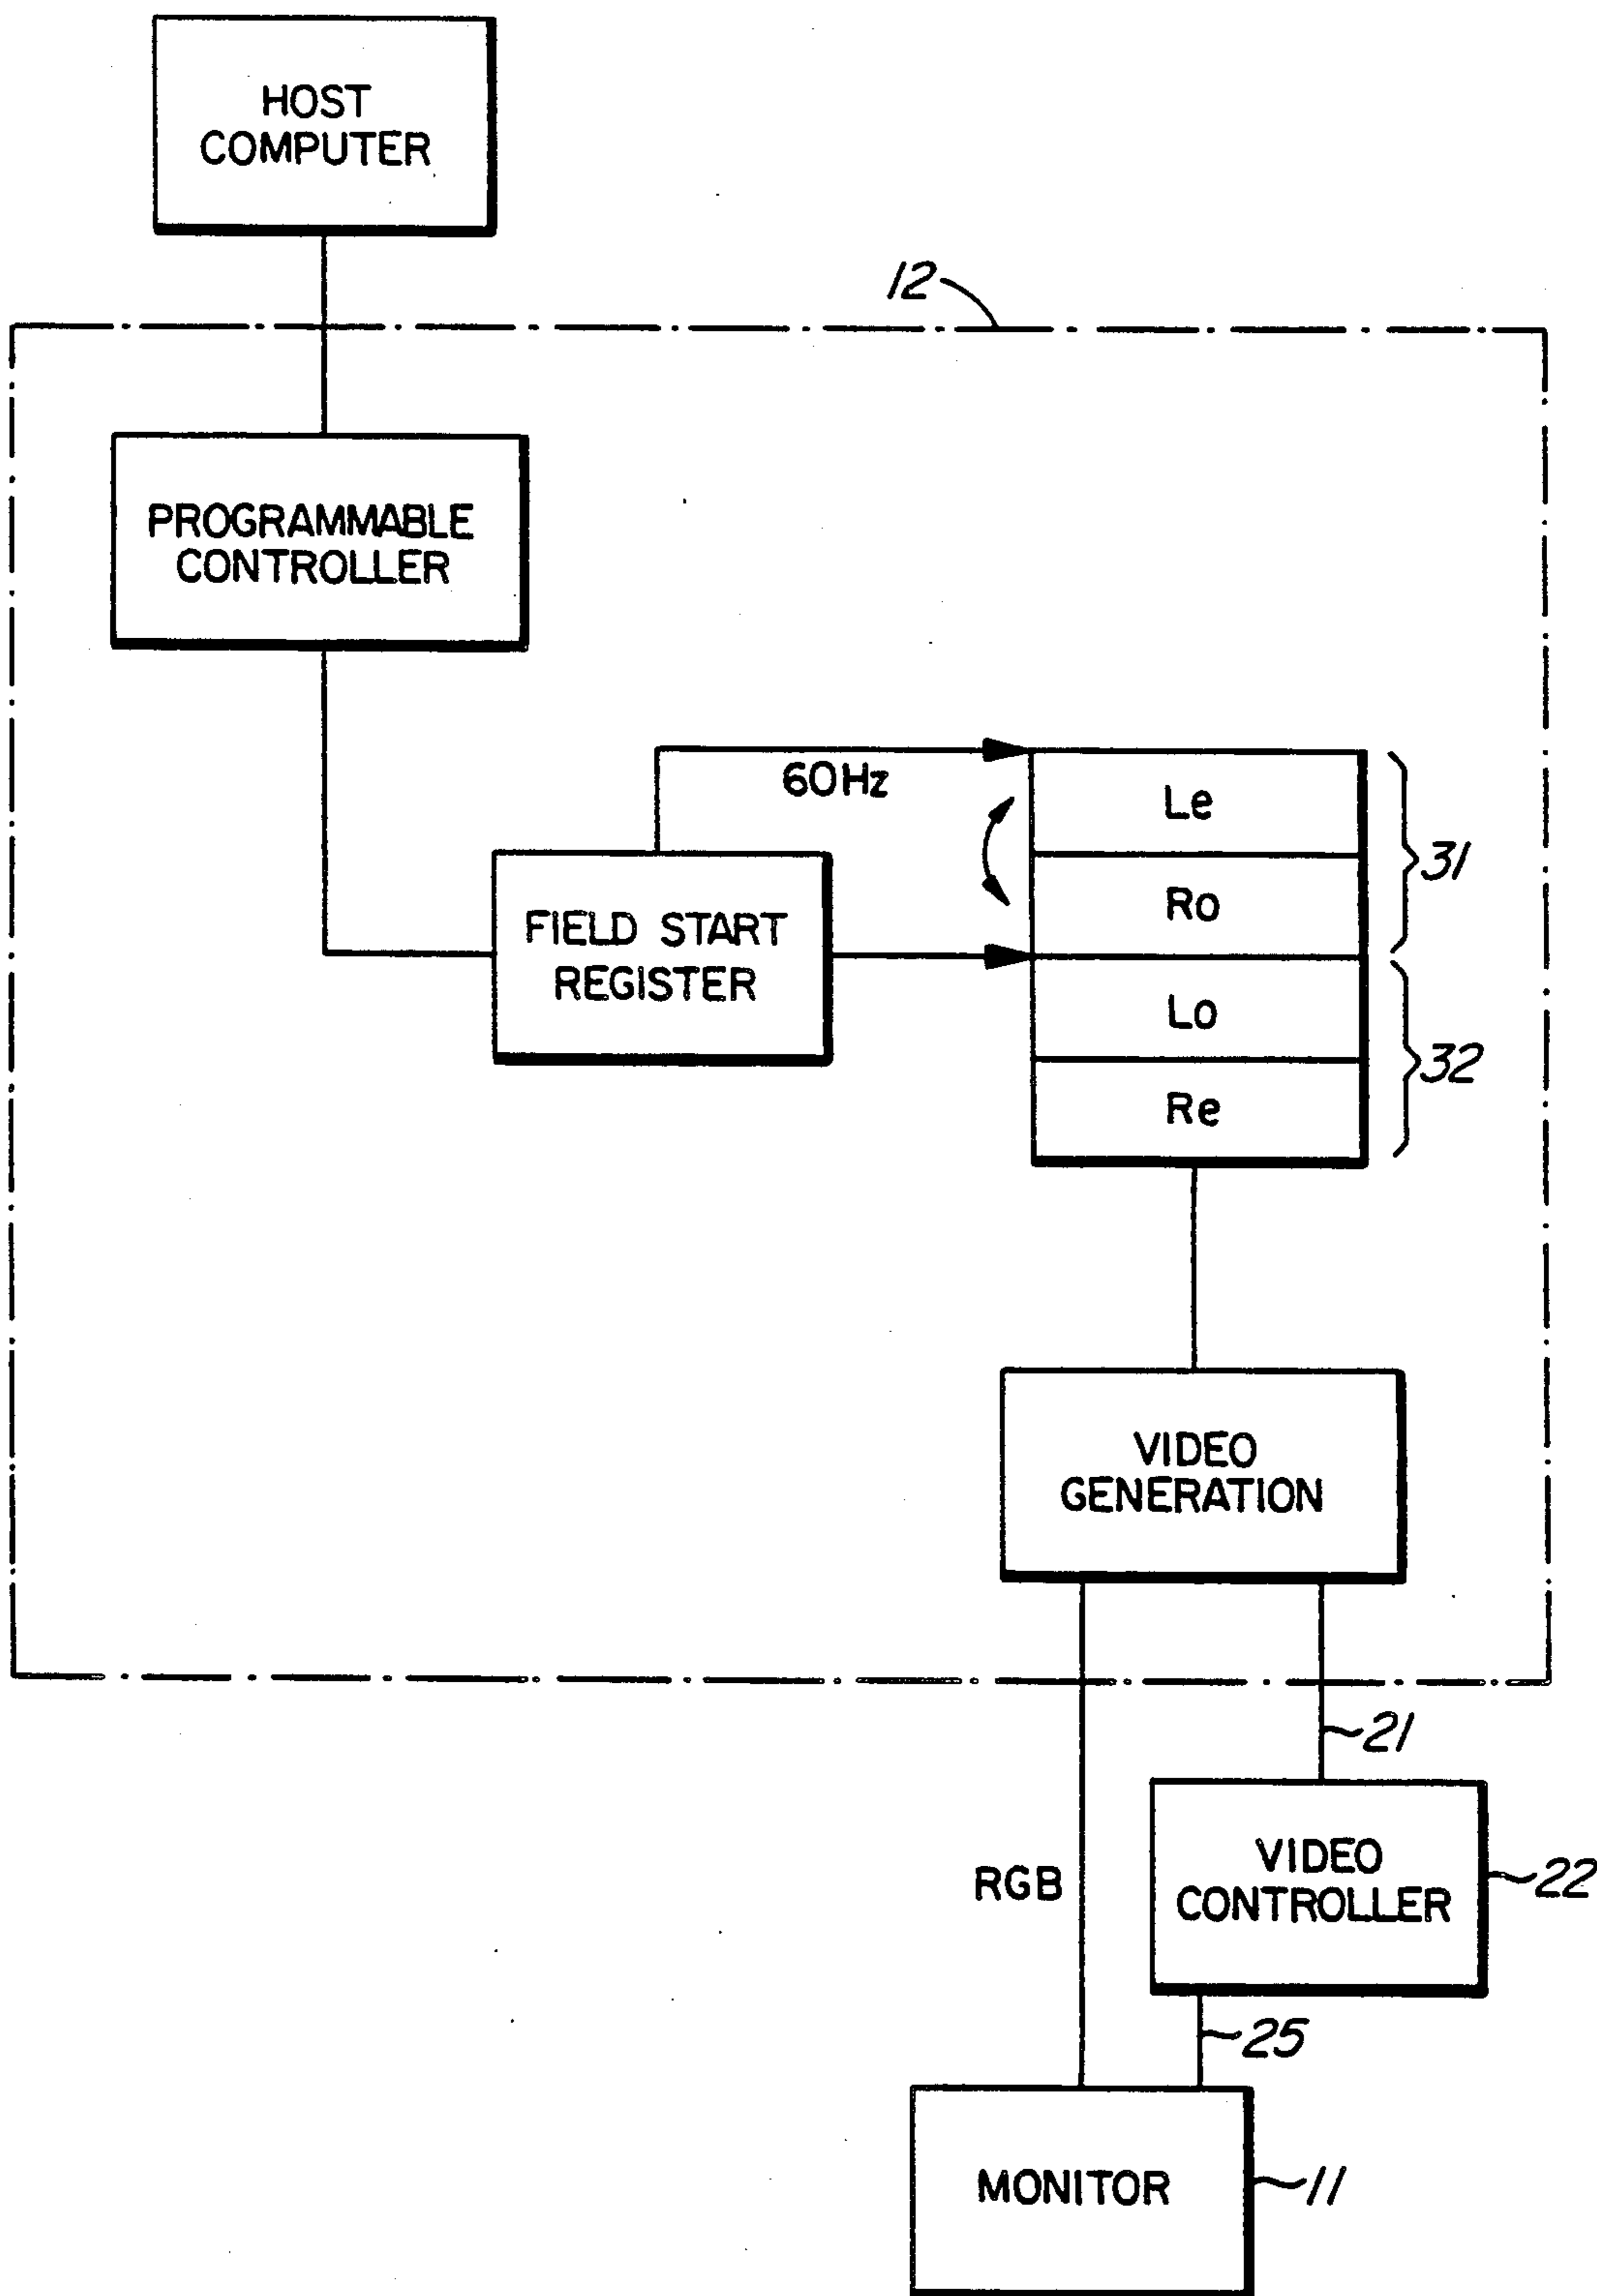 HOST
COMPUTER
12
PROGRAMMABLE
CONTROLLER
60Hz
Le
Ro
31
FIELD START
REGISTER
Lo
Re
32
VIDEO
GENERATION
21
RGB
VIDEO
CONTROLLER
22
25
MONITOR
11